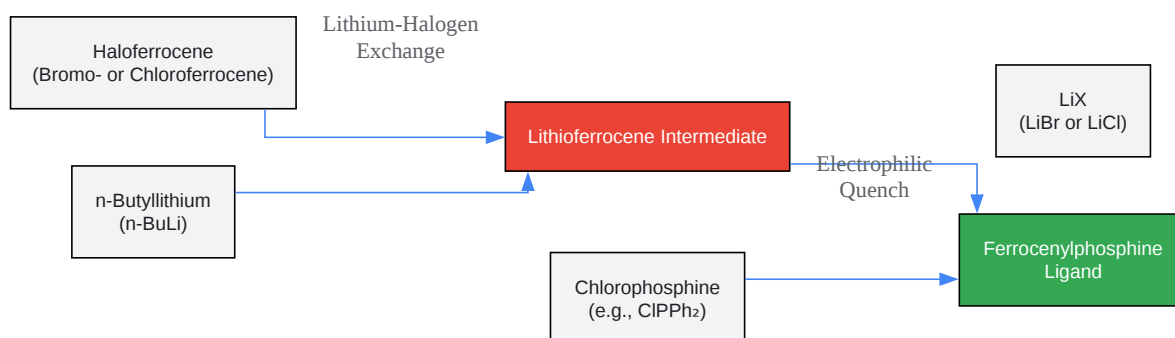 Haloferrocene
(Bromo- or Chloroferrocene)
Lithium-Halogen
Exchange
n-Butyllithium
(n-BuLi)
Lithioferrocene Intermediate
Electrophilic
Quench
LiX
(LiBr or LiCl)
Chlorophosphine
(e.g., ClPPh₂)
Ferrocenylphosphine
Ligand